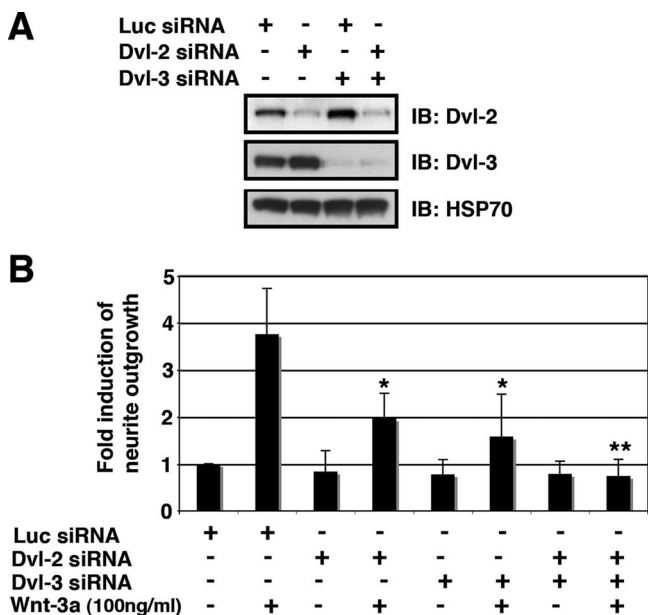 A
Luc siRNA + - + -
Dvl-2 siRNA - + - +
Dvl-3 siRNA - - + +
IB: Dvl-2
IB: Dvl-3
IB: HSP70
B
Fold induction of
neurite outgrowth
5
4
3
2
1
0
* * **
Luc siRNA + + - - - - - -
Dvl-2 siRNA - - + + - - + +
Dvl-3 siRNA - - - - + + + +
Wnt-3a (100ng/ml) - + - + - + - +